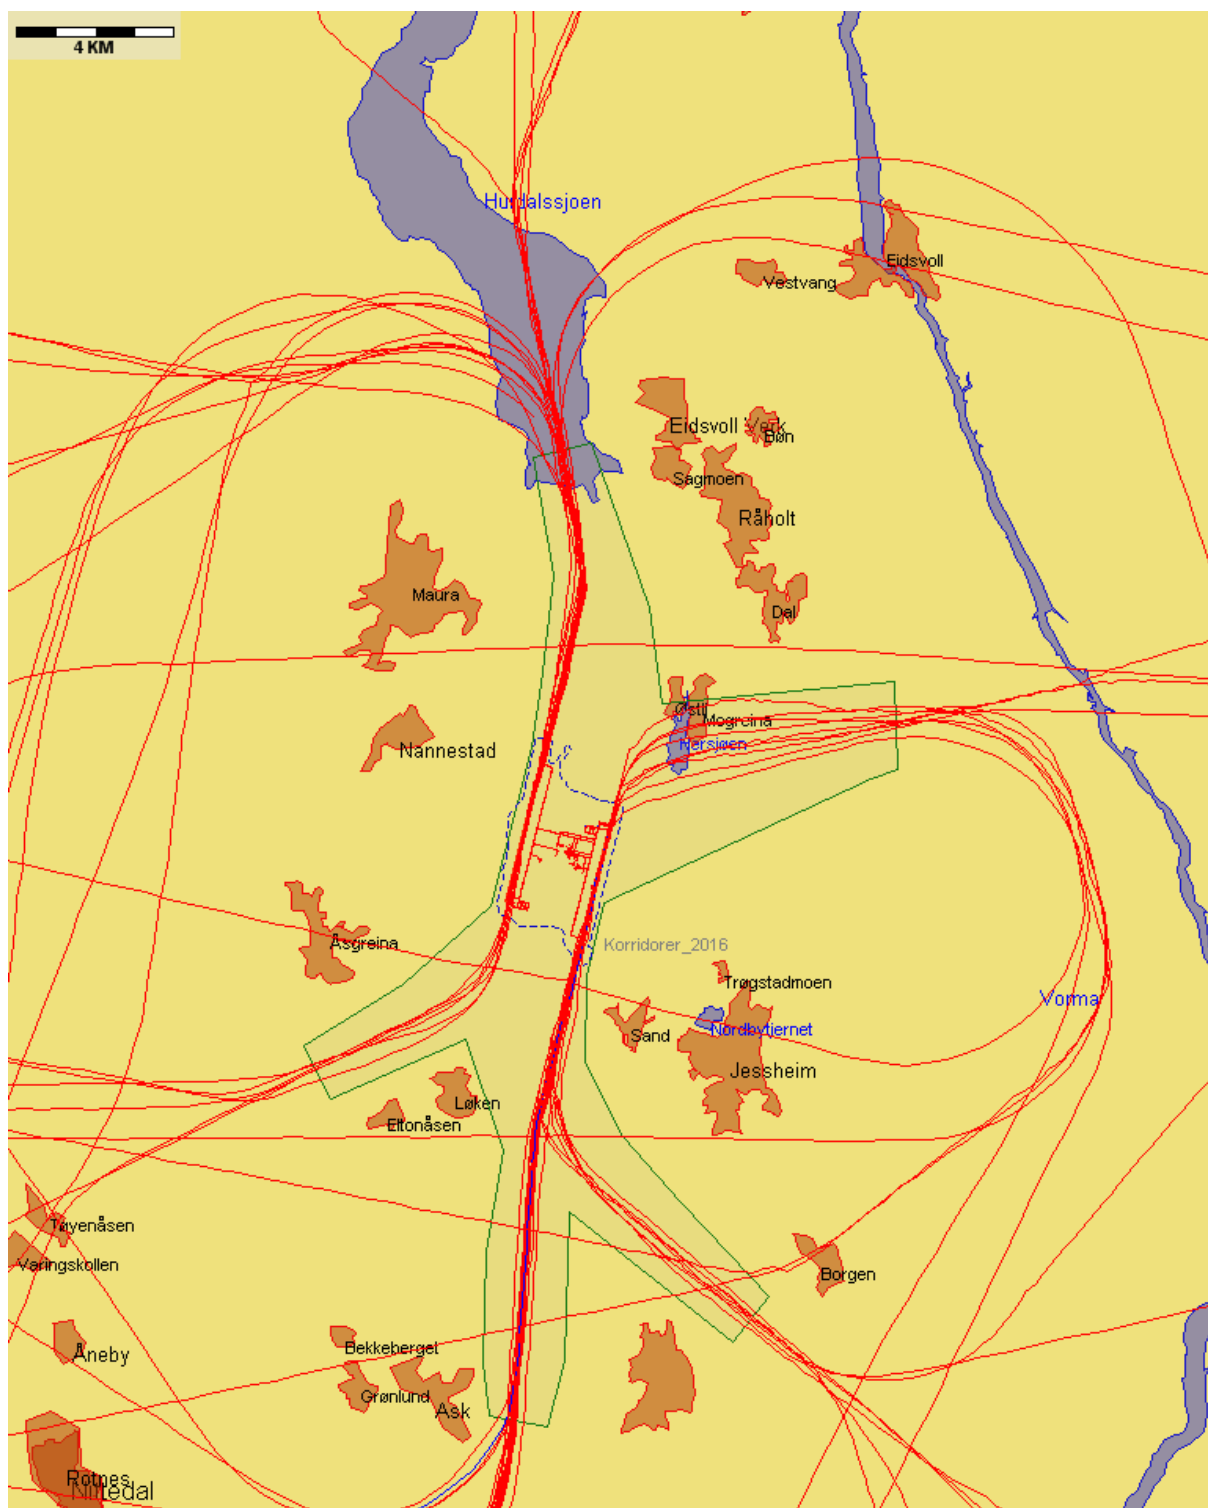 4 KM
Hurdalssjoen
Eidsvoll
Vestvang
Eidsvoll Verk
Bøn
Sagmoen
Råholt
Maura
Dal
Østli
Mogreina
Nannestad
Hersjøen
Åsgreina
Korridorer_2016
Trøgstadmoen
Vorma
Nordbytjernet
Sand
Jessheim
Løken
Eltonåsen
Tøyenåsen
Varingskollen
Borgen
Bekkeberget
Åneby
Grønlund
Ask
Rotnes
Nittedal